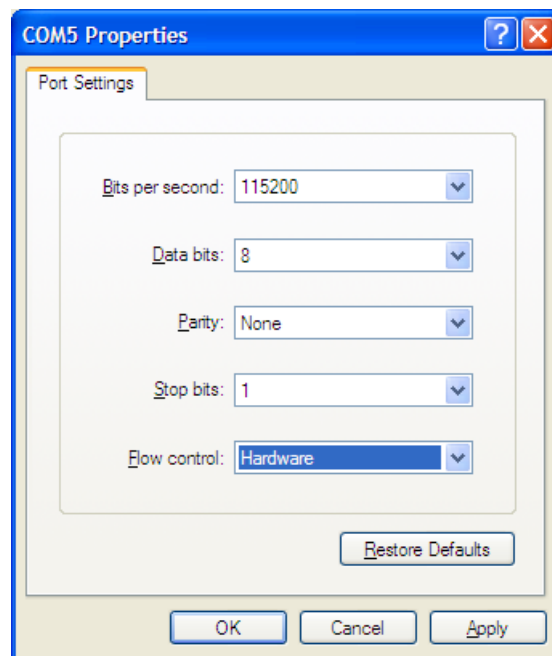 COM5 Properties
Port Settings
Bits per second: 115200
Data bits: 8
Parity: None
Stop bits: 1
Flow control: Hardware
Restore Defaults
OK Cancel Apply